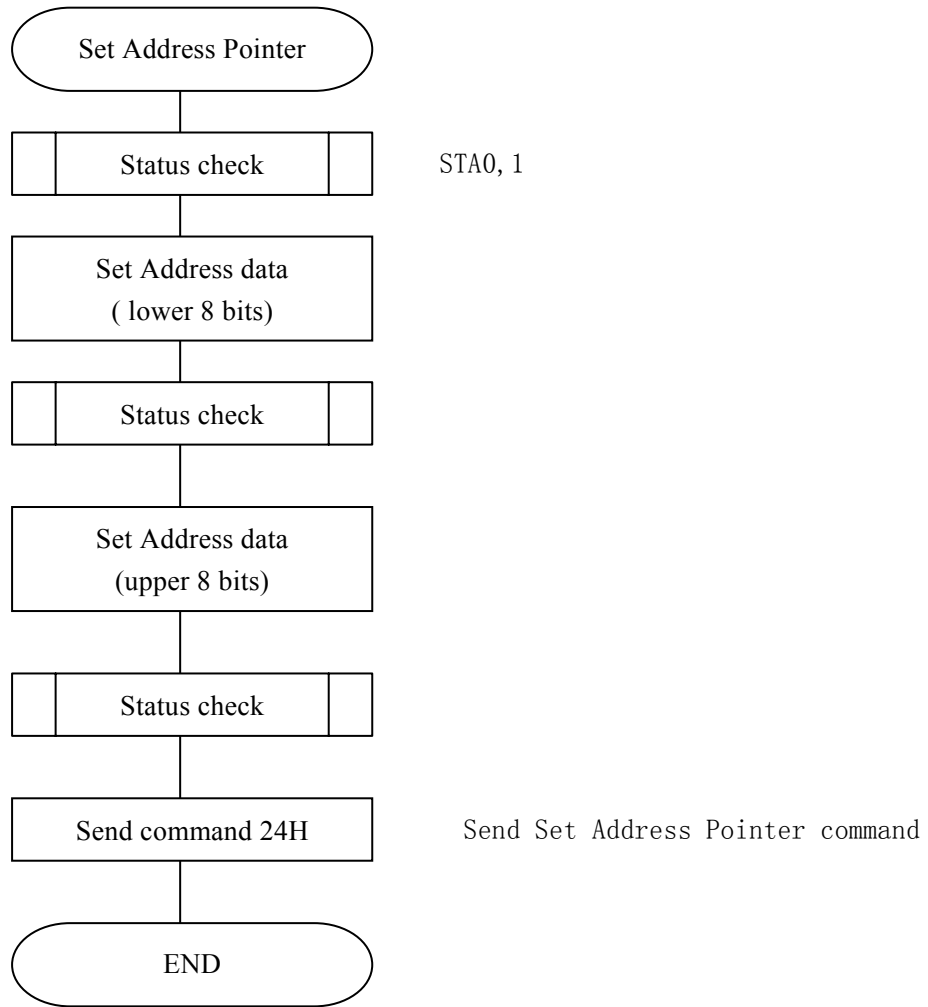 Set Address Pointer
Status check
STA0, 1
Set Address data
( lower 8 bits)
Status check
Set Address data
(upper 8 bits)
Status check
Send command 24H
Send Set Address Pointer command
END